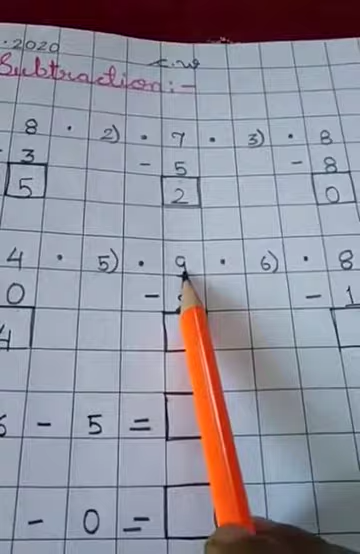 .2020 c.w
Subtraction:-
8 . 2) . 7 . 3) . 8
3 - 5 - 8
5 2 0
4 . 5) . 9 . 6) . 8
0 - - 1
4
- 5 =
- 0 =